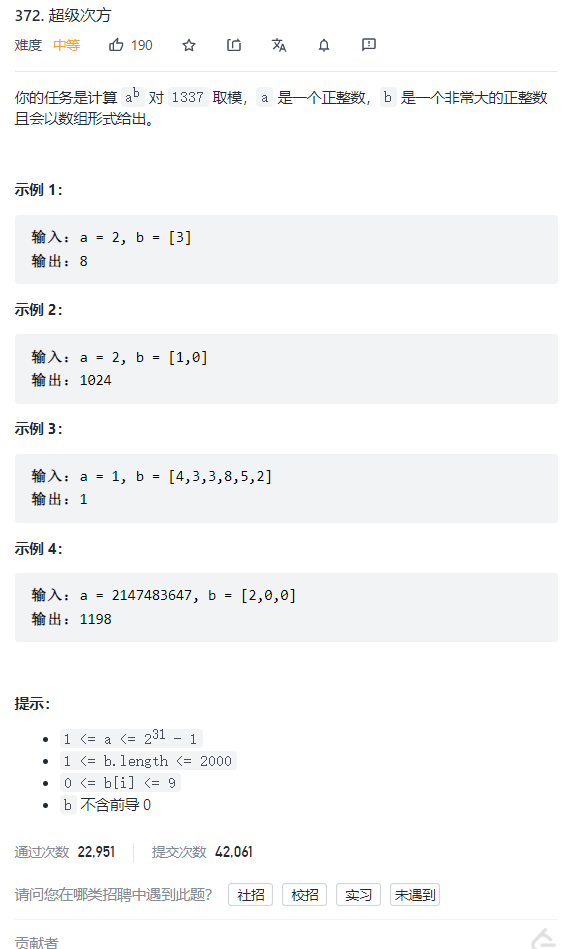 372. 超级次方
难度 中等 190
你的任务是计算 a^b 对 1337 取模，a 是一个正整数，b 是一个非常大的正整数
且会以数组形式给出。
示例 1：
输入：a = 2, b = [3]
输出：8
示例 2：
输入：a = 2, b = [1,0]
输出：1024
示例 3：
输入：a = 1, b = [4,3,3,8,5,2]
输出：1
示例 4：
输入：a = 2147483647, b = [2,0,0]
输出：1198
提示：
1 <= a <= 2^31 - 1
1 <= b.length <= 2000
0 <= b[i] <= 9
b 不含前导 0
通过次数 22,951 提交次数 42,061
请问您在哪类招聘中遇到此题？ 社招 校招 实习 未遇到
贡献者